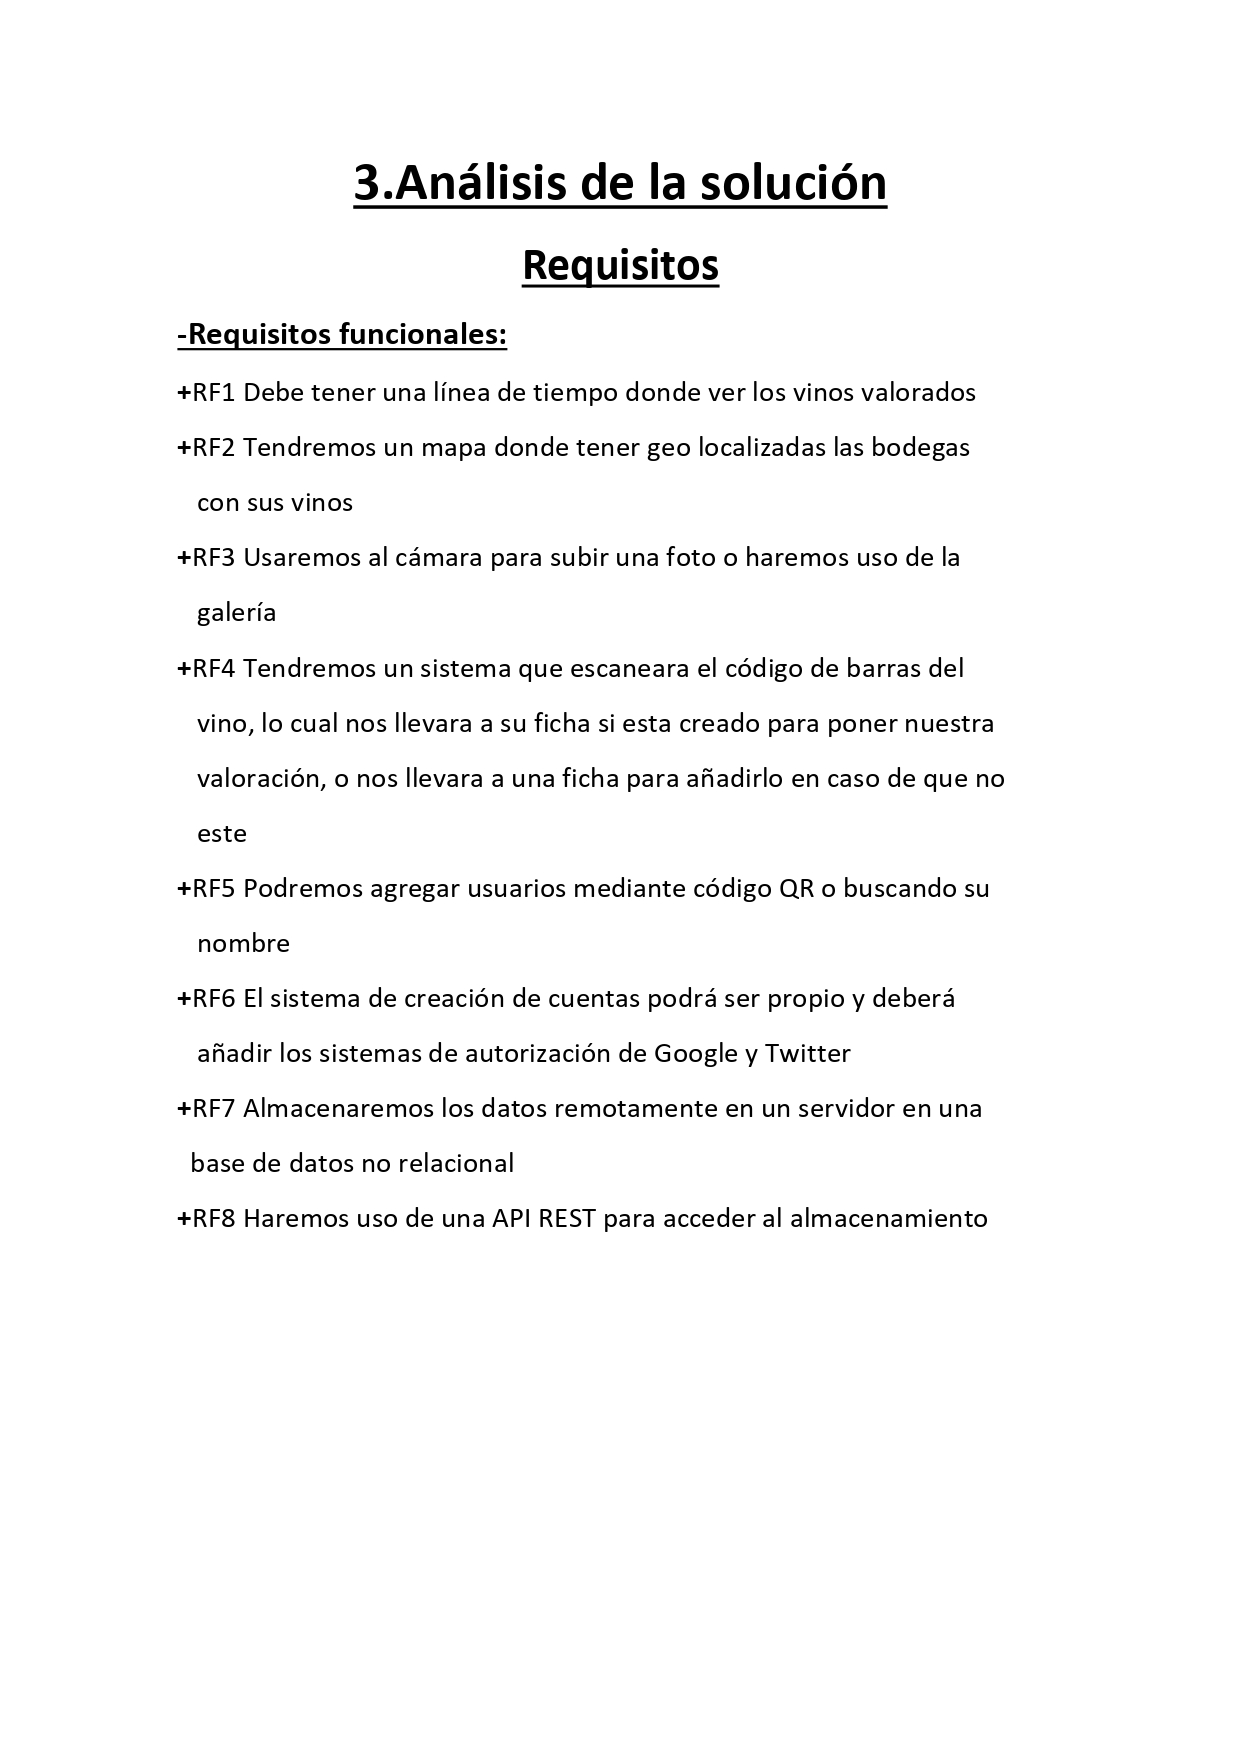 3.Análisis de la solución
Requisitos
-Requisitos funcionales:
+RF1 Debe tener una línea de tiempo donde ver los vinos valorados
+RF2 Tendremos un mapa donde tener geo localizadas las bodegas
con sus vinos
+RF3 Usaremos al cámara para subir una foto o haremos uso de la
galería
+RF4 Tendremos un sistema que escaneara el código de barras del
vino, lo cual nos llevara a su ficha si esta creado para poner nuestra
valoración, o nos llevara a una ficha para añadirlo en caso de que no
este
+RF5 Podremos agregar usuarios mediante código QR o buscando su
nombre
+RF6 El sistema de creación de cuentas podrá ser propio y deberá
añadir los sistemas de autorización de Google y Twitter
+RF7 Almacenaremos los datos remotamente en un servidor en una
base de datos no relacional
+RF8 Haremos uso de una API REST para acceder al almacenamiento